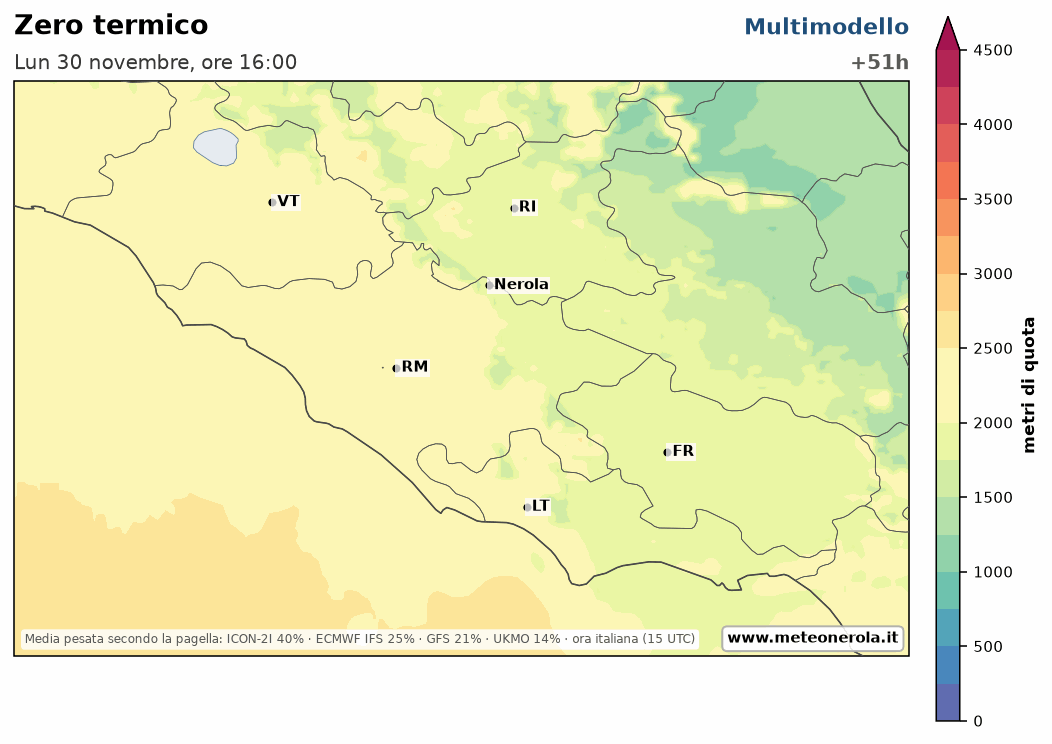 Zero termico
Multimodello
Lun 30 novembre, ore 16:00
+51h
VT
RI
Nerola
RM
FR
LT
Media pesata secondo la pagella: ICON-2I 40% · ECMWF IFS 25% · GFS 21% · UKMO 14% · ora italiana (15 UTC)
www.meteonerola.it
4500
4000
3500
3000
2500
2000
1500
1000
500
0
metri di quota